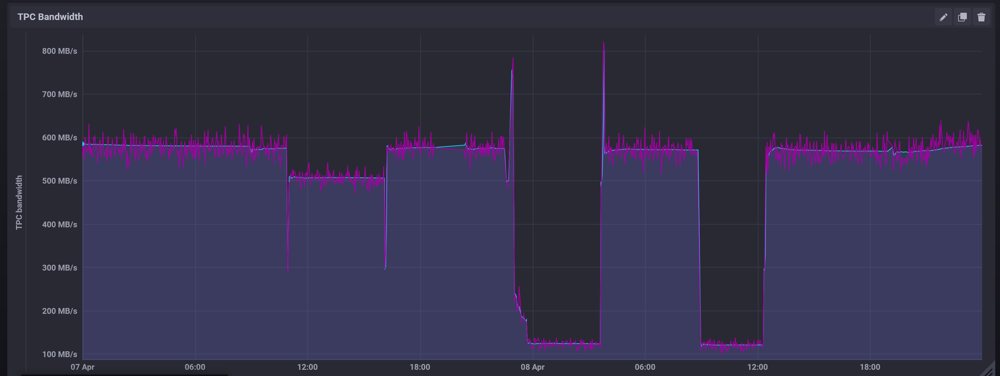 TPC Bandwidth
TPC bandwidth
800 MB/s
700 MB/s
600 MB/s
500 MB/s
400 MB/s
300 MB/s
200 MB/s
100 MB/s
07 Apr 06:00 12:00 18:00 08 Apr 06:00 12:00 18:00